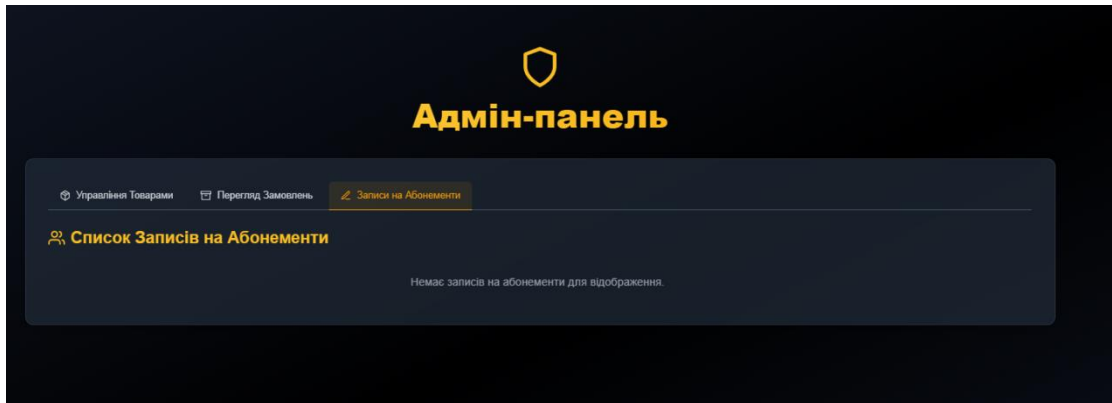 Адмін-панель
Управління Товарами Перегляд Замовлень Записи на Абонементи
Список Записів на Абонементи
Немає записів на абонементи для відображення.